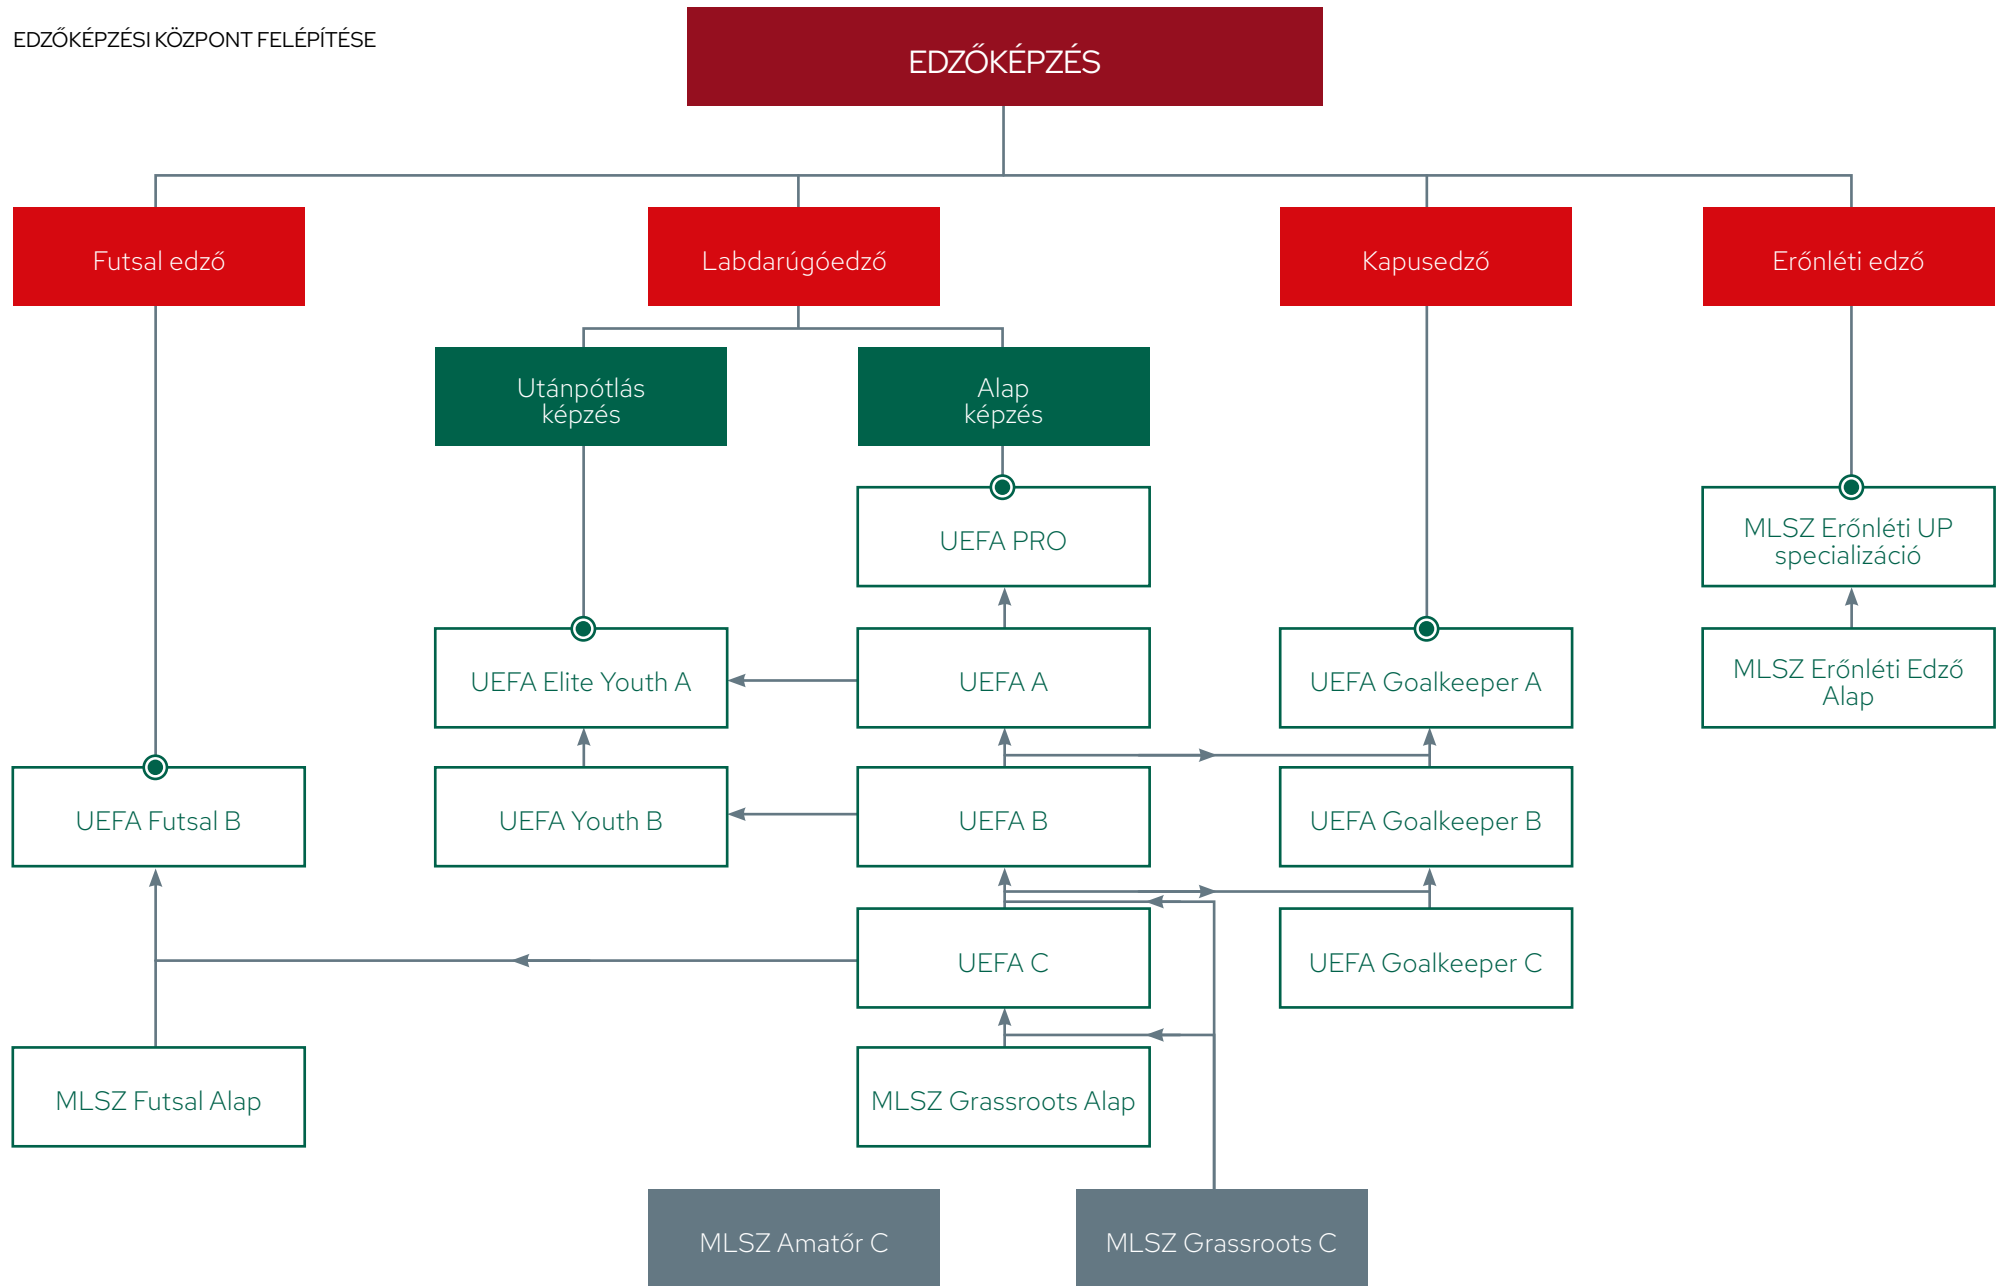 EDZŐKÉPZÉSI KÖZPONT FELÉPÍTÉSE
EDZŐKÉPZÉS
Futsal edző
Labdarúgóedző
Kapusedző
Erőnléti edző
Utánpótlás
képzés
Alap
képzés
UEFA PRO
MLSZ Erőnléti UP
specializáció
UEFA Elite Youth A
UEFA A
UEFA Goalkeeper A
MLSZ Erőnléti Edző
Alap
UEFA Futsal B
UEFA Youth B
UEFA B
UEFA Goalkeeper B
UEFA C
UEFA Goalkeeper C
MLSZ Futsal Alap
MLSZ Grassroots Alap
MLSZ Amatőr C
MLSZ Grassroots C